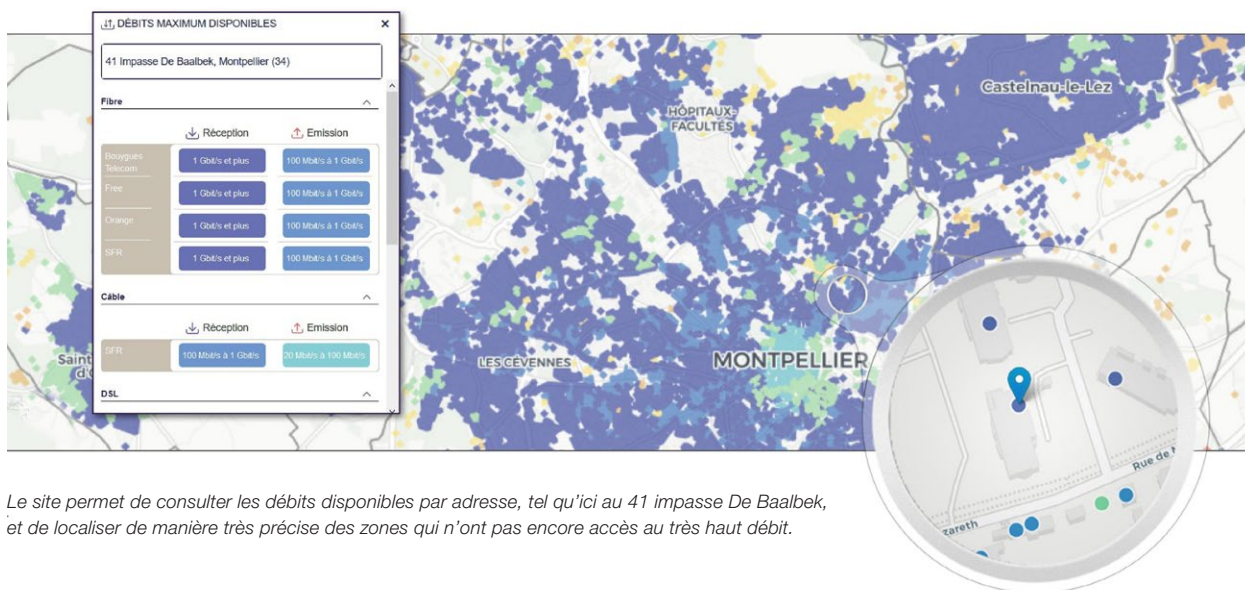 DÉBITS MAXIMUM DISPONIBLES
41 Impasse De Baalbek, Montpellier (34)
Fibre
Réception Emission
Bouygues Telecom
1 Gbit/s et plus 100 Mbit/s à 1 Gbit/s
Free
1 Gbit/s et plus 100 Mbit/s à 1 Gbit/s
Orange
1 Gbit/s et plus 100 Mbit/s à 1 Gbit/s
SFR
1 Gbit/s et plus 100 Mbit/s à 1 Gbit/s
Câble
Réception Emission
SFR
100 Mbit/s à 1 Gbit/s 20 Mbit/s à 100 Mbit/s
DSL
HÔPITAUX-
FACULTÉS
Castelnau-le-Lez
Saint
LES CÉVENNES
MONTPELLIER
Rue de
zareth
Le site permet de consulter les débits disponibles par adresse, tel qu’ici au 41 impasse De Baalbek,
et de localiser de manière très précise des zones qui n’ont pas encore accès au très haut débit.